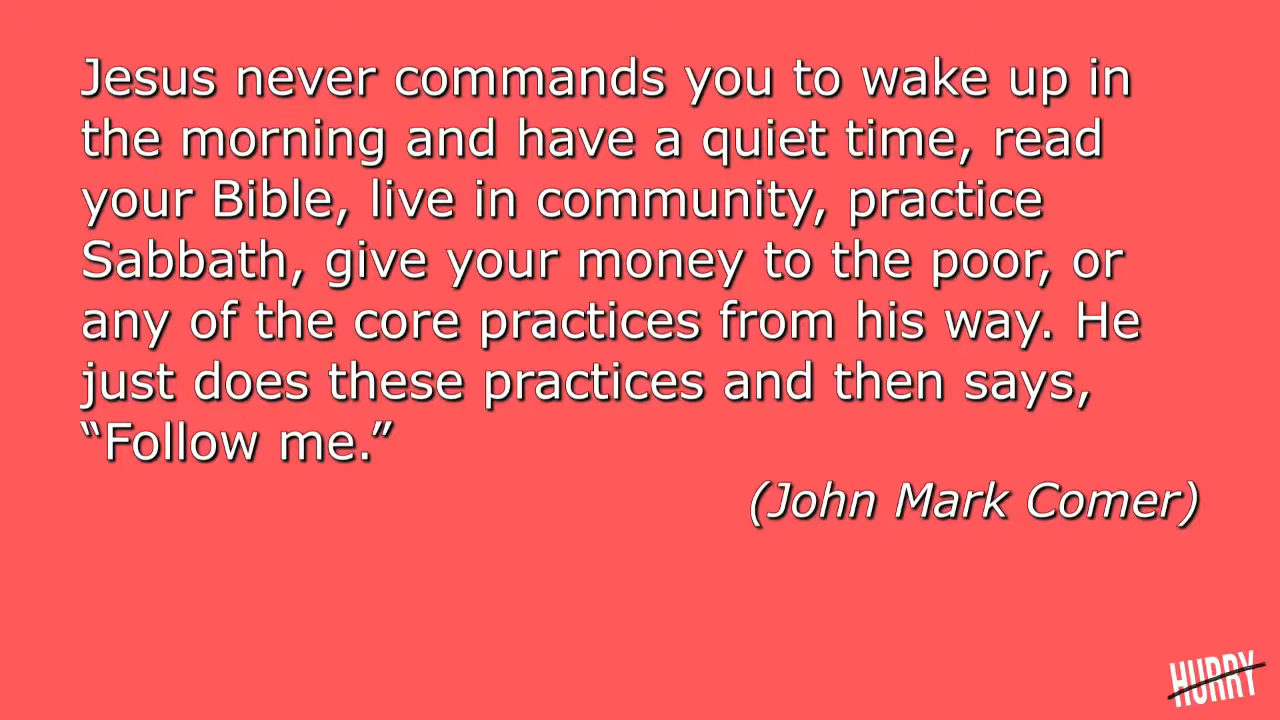 Jesus never commands you to wake up in
the morning and have a quiet time, read
your Bible, live in community, practice
Sabbath, give your money to the poor, or
any of the core practices from his way. He
just does these practices and then says,
“Follow me.”
(John Mark Comer)
HURRY